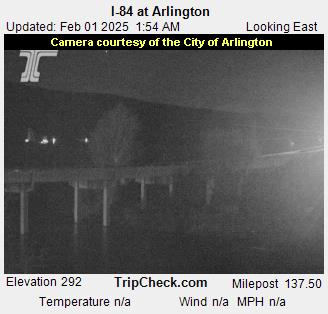 I-84 at Arlington
Updated: Feb 01 2025 1:54 AM Looking East
Camera courtesy of the City of Arlington
Elevation 292 TripCheck.com Milepost 137.50
Temperature n/a Wind n/a MPH n/a